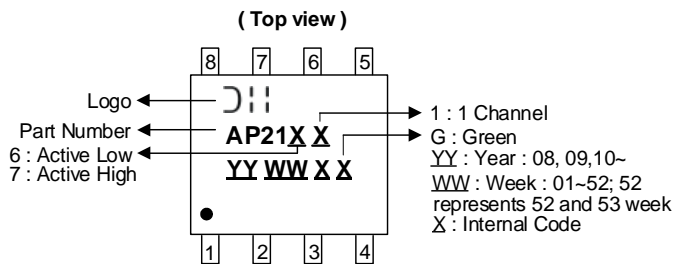 ( Top view )
8 7 6 5
Logo
Part Number
6 : Active Low
7 : Active High
AP21X X
YY WW X X
1 : 1 Channel
G : Green
YY : Year : 08, 09,10~
WW : Week : 01~52; 52
represents 52 and 53 week
X : Internal Code
1 2 3 4